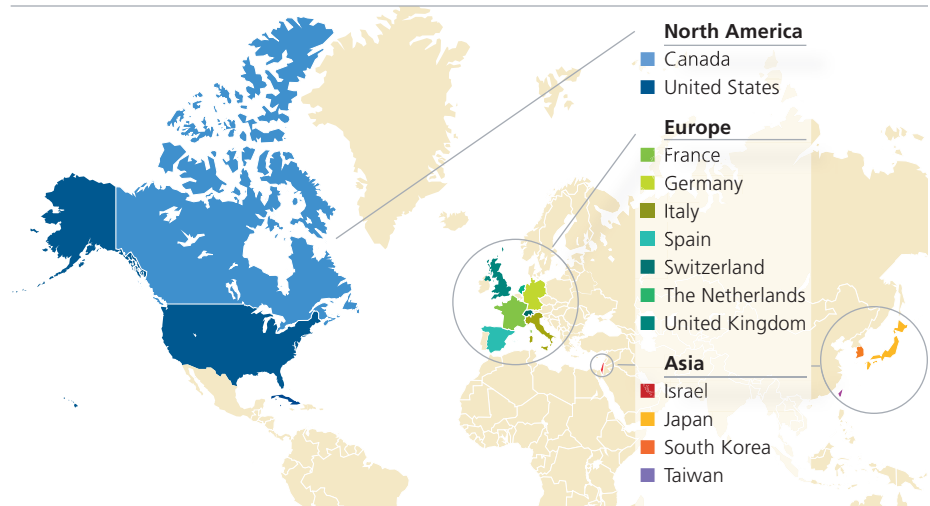 North America
Canada
United States
Europe
France
Germany
Italy
Spain
Switzerland
The Netherlands
United Kingdom
Asia
Israel
Japan
South Korea
Taiwan